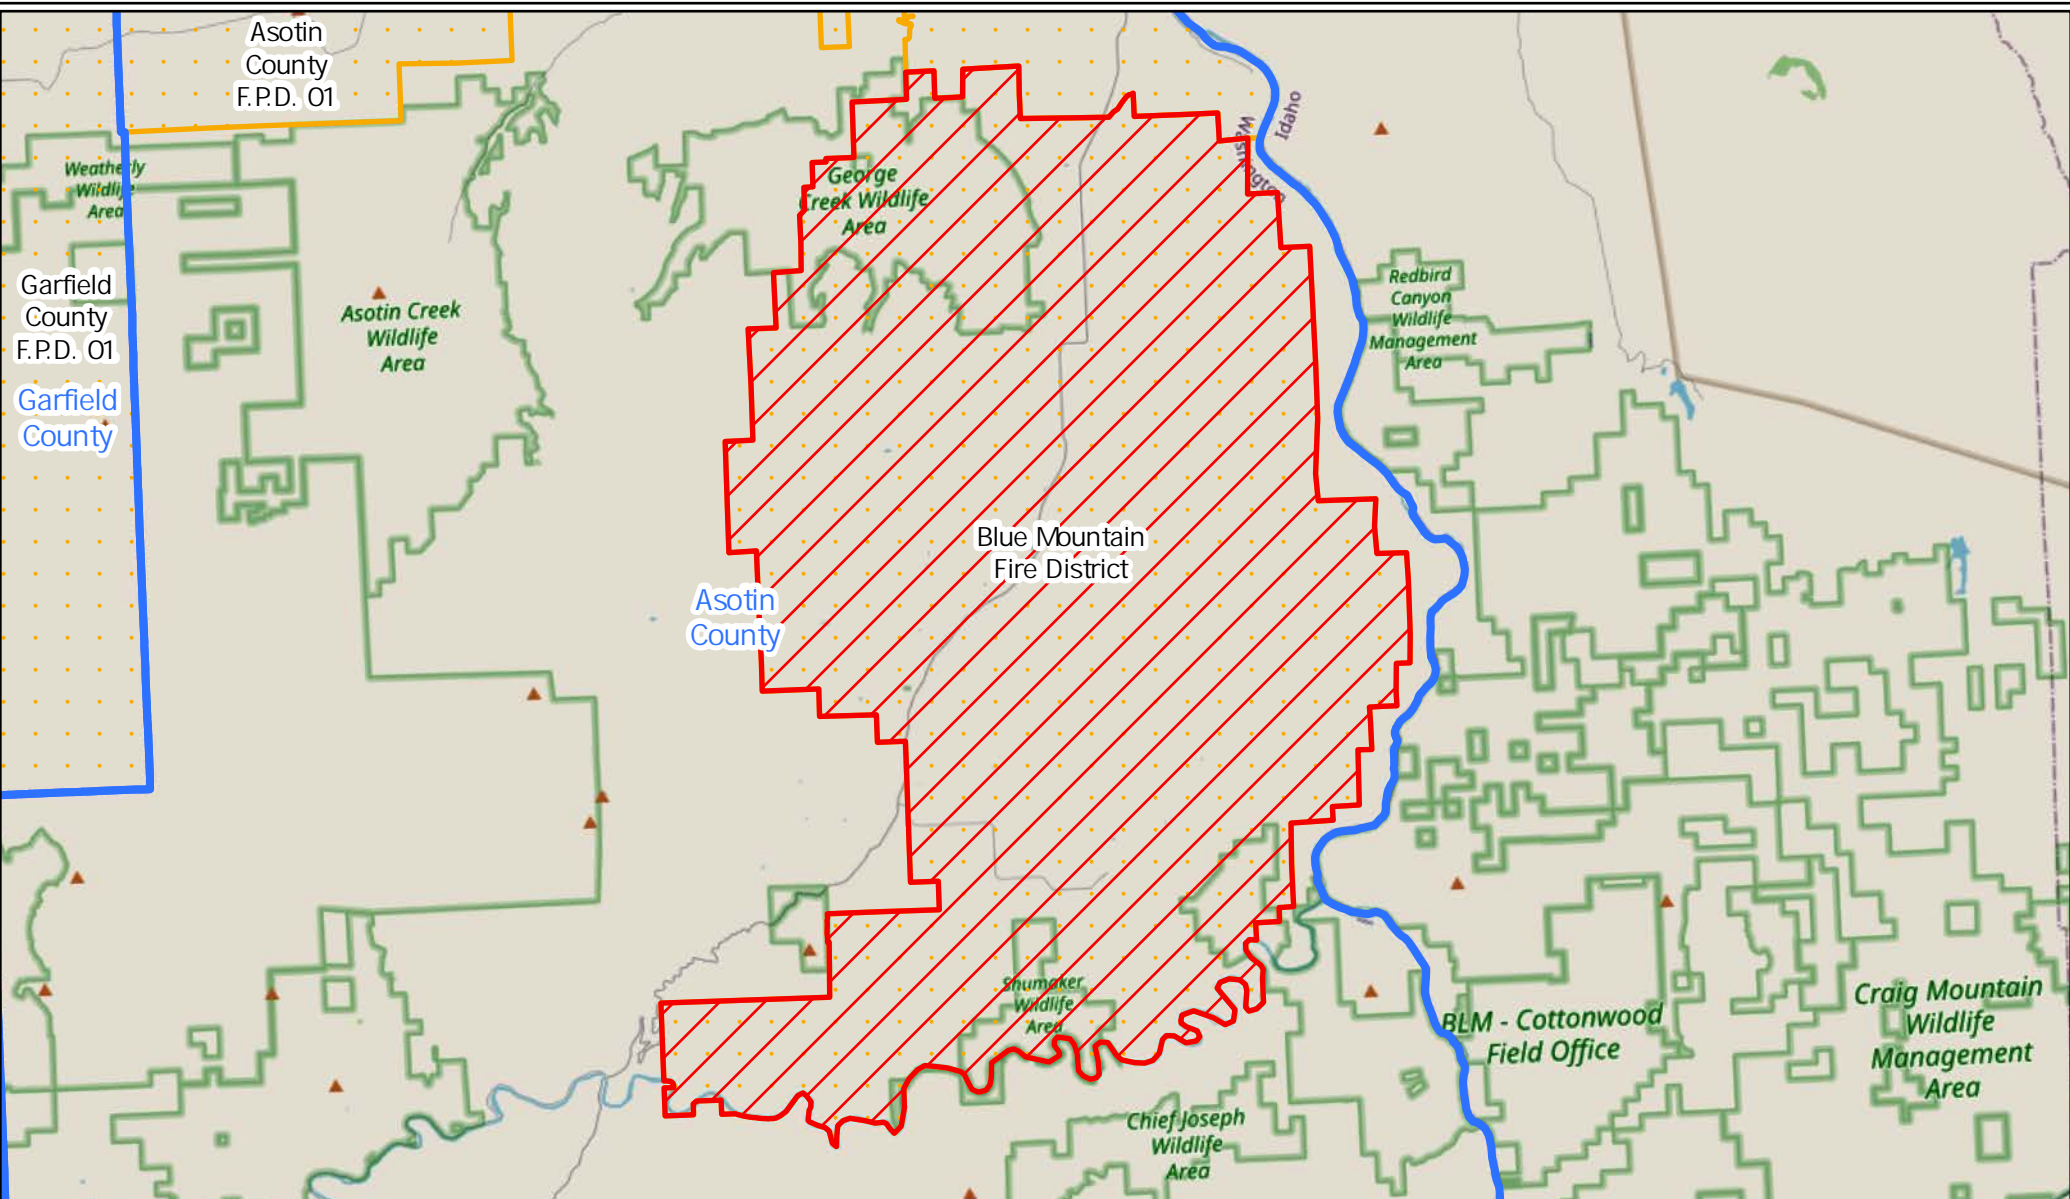 Asotin
County
F.P.D. 01
Idaho
Washington
Weatherly
Wildlife
Area
George
Creek Wildlife
Area
Garfield
County
F.P.D. 01
Garfield
County
Asotin Creek
Wildlife
Area
Redbird
Canyon
Wildlife
Management
Area
Blue Mountain
Fire District
Asotin
County
Shumaker
Wildlife
Area
BLM - Cottonwood
Field Office
Craig Mountain
Wildlife
Management
Area
Chief Joseph
Wildlife
Area